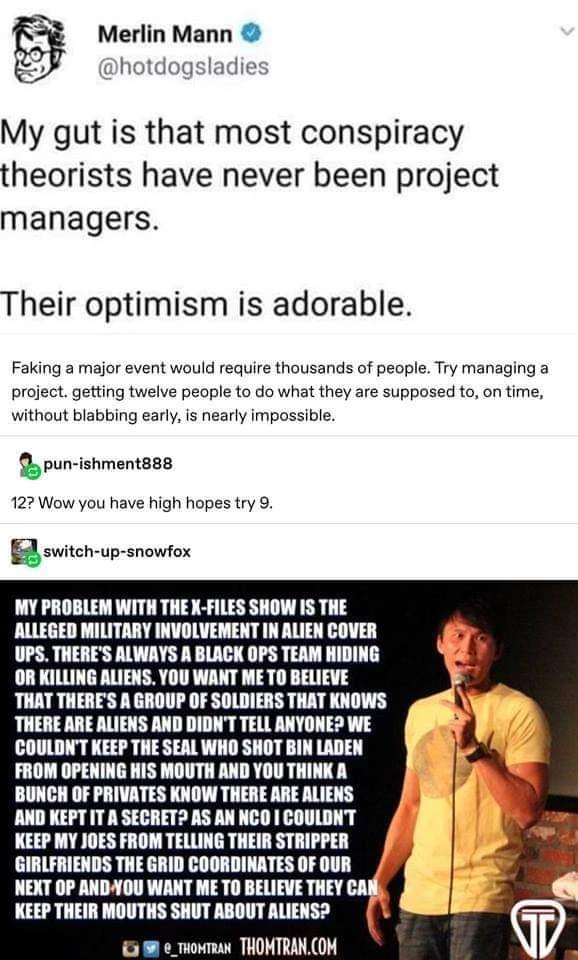 Merlin Mann
@hotdogsladies
My gut is that most conspiracy
theorists have never been project
managers.
Their optimism is adorable.
Faking a major event would require thousands of people. Try managing a
project. getting twelve people to do what they are supposed to, on time,
without blabbing early, is nearly impossible.
pun-ishment888
12? Wow you have high hopes try 9.
switch-up-snowfox
MY PROBLEM WITH THE X-FILES SHOW IS THE
ALLEGED MILITARY INVOLVEMENT IN ALIEN COVER
UPS. THERE'S ALWAYS A BLACK OPS TEAM HIDING
OR KILLING ALIENS. YOU WANT ME TO BELIEVE
THAT THERE'S A GROUP OF SOLDIERS THAT KNOWS
THERE ARE ALIENS AND DIDN'T TELL ANYONE? WE
COULDN'T KEEP THE SEAL WHO SHOT BIN LADEN
FROM OPENING HIS MOUTH AND YOU THINK A
BUNCH OF PRIVATES KNOW THERE ARE ALIENS
AND KEPT IT A SECRET? AS AN NCO I COULDN'T
KEEP MY JOES FROM TELLING THEIR STRIPPER
GIRLFRIENDS THE GRID COORDINATES OF OUR
NEXT OP AND YOU WANT ME TO BELIEVE THEY CAN
KEEP THEIR MOUTHS SHUT ABOUT ALIENS?
@_THOMTRAN THOMTRAN.COM
TT